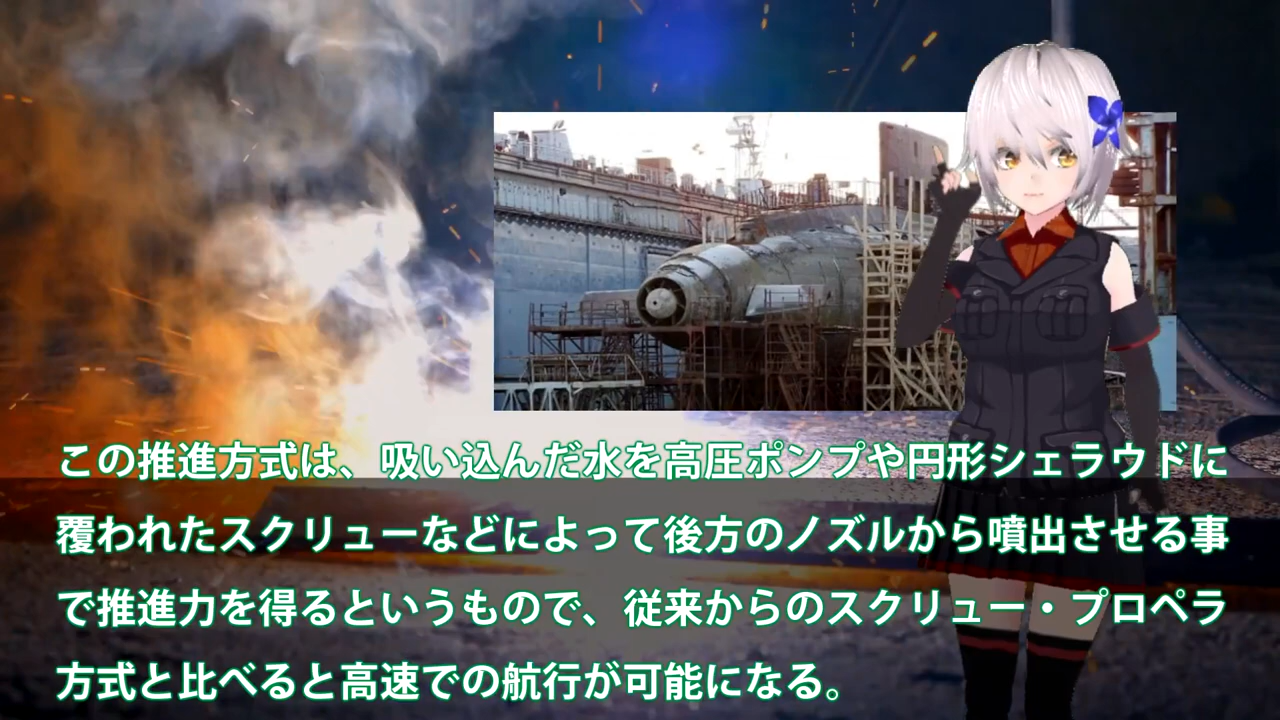 この推進方式は、吸い込んだ水を高圧ポンプや円形シェラウドに
覆われたスクリューなどによって後方のノズルから噴出させる事
で推進力を得るというもので、従来からのスクリュー・プロペラ
方式と比べると高速での航行が可能になる。